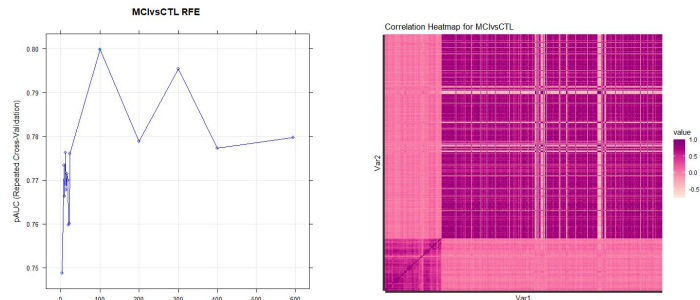 MCIvsCTL RFE
0.80
0.79
0.78
0.77
0.76
0.75
pAUC (Repeated Cross-Validation)
0 100 200 300 400 500 600
Correlation Heatmap for MCIvsCTL
Var2
Var1
value
1.0
0.5
0.0
-0.5